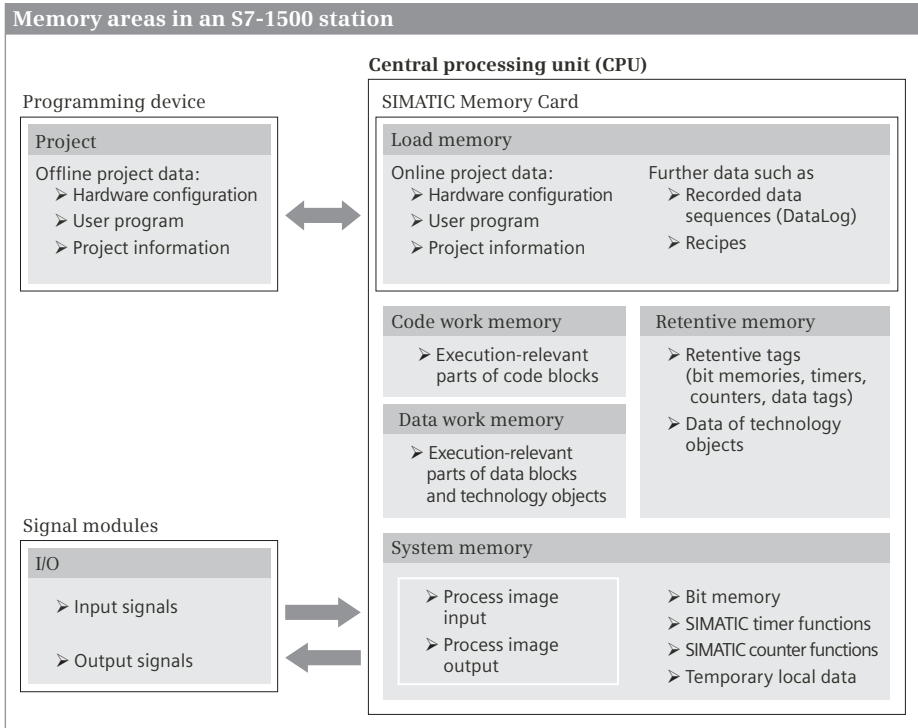 Memory areas in an S7-1500 station
Central processing unit (CPU)
Programming device
Project
Offline project data:
➢ Hardware configuration
➢ User program
➢ Project information
SIMATIC Memory Card
Load memory
Online project data:
➢ Hardware configuration
➢ User program
➢ Project information
Further data such as
➢ Recorded data
sequences (DataLog)
➢ Recipes
Code work memory
➢ Execution-relevant
parts of code blocks
Data work memory
➢ Execution-relevant
parts of data blocks
and technology objects
Retentive memory
➢ Retentive tags
(bit memories, timers,
counters, data tags)
➢ Data of technology
objects
Signal modules
I/O
➢ Input signals
➢ Output signals
System memory
➢ Process image
input
➢ Process image
output
➢ Bit memory
➢ SIMATIC timer functions
➢ SIMATIC counter functions
➢ Temporary local data